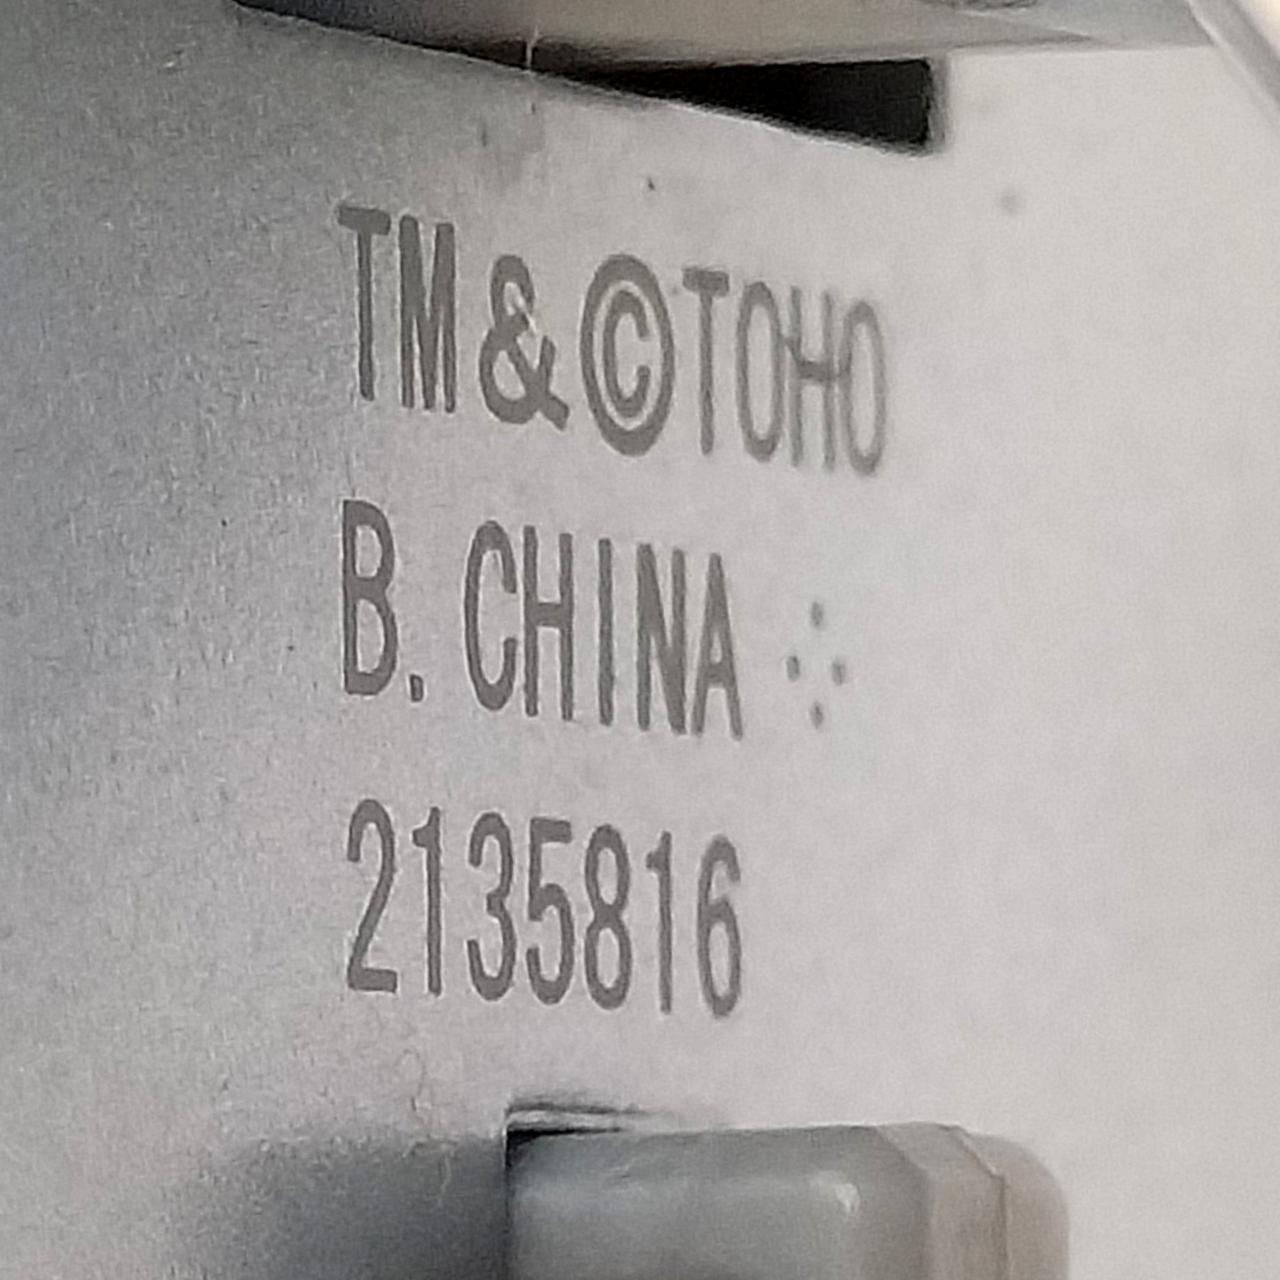 TM & ©TOHO
B. CHINA
2135816